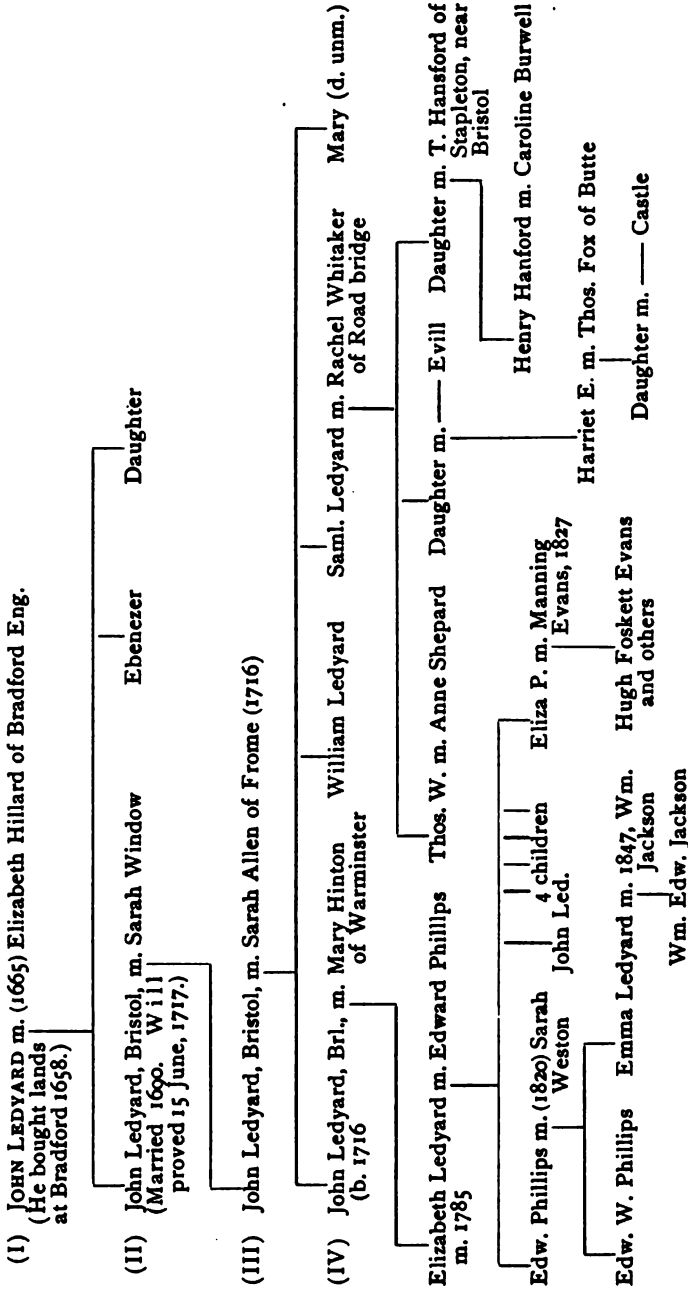 (I) JOHN LEDYARD m. (1665) Elizabeth Hillard of Bradford Eng.
(He bought lands
at Bradford 1658.)
(II) John Ledyard, Bristol, m. Sarah Window
(Married 1690. Will
proved 15 June, 1717.)
Ebenezer
Daughter
(III) John Ledyard, Bristol, m. Sarah Allen of Frome (1716)
(IV) John Ledyard, Brl., m. Mary Hinton
(b. 1716
of Warminster
William Ledyard
Saml. Ledyard m. Rachel Whitaker
of Road bridge
Mary (d. unm.)
Elizabeth Ledyard m. Edward Phillips
m. 1785
Thos. W. m. Anne Shepard
Daughter m. —— Evill
Daughter m. T. Hansford of
Stapleton, near
Bristol
Edw. Phillips m. (1820) Sarah
Weston
John Led.
4 children
Eliza P. m. Manning
Evans, 1827
Henry Hanford m. Caroline Burwell
Edw. W. Phillips
Emma Ledyard m. 1847, Wm.
Jackson
Hugh Foskett Evans
and others
Harriet E. m. Thos. Fox of Butte
Wm. Edw. Jackson
Daughter m. —— Castle